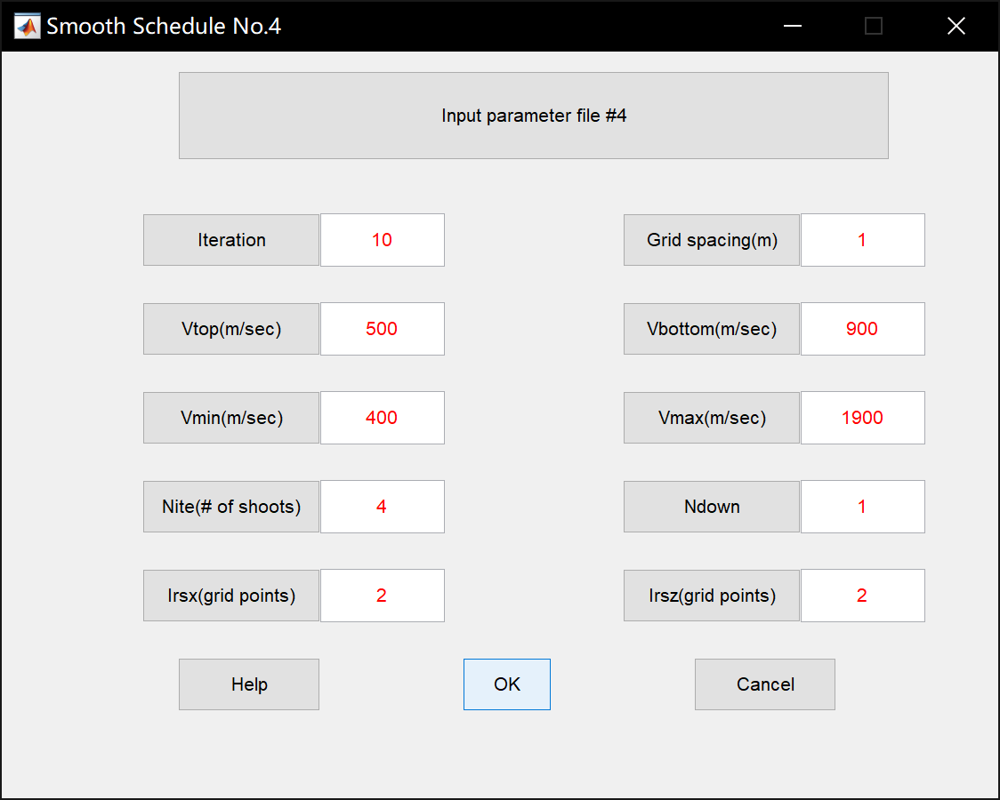 Smooth Schedule No.4
Input parameter file #4
Iteration 10 Grid spacing(m) 1
Vtop(m/sec) 500 Vbottom(m/sec) 900
Vmin(m/sec) 400 Vmax(m/sec) 1900
Nite(# of shoots) 4 Ndown 1
Irsx(grid points) 2 Irsz(grid points) 2
Help OK Cancel